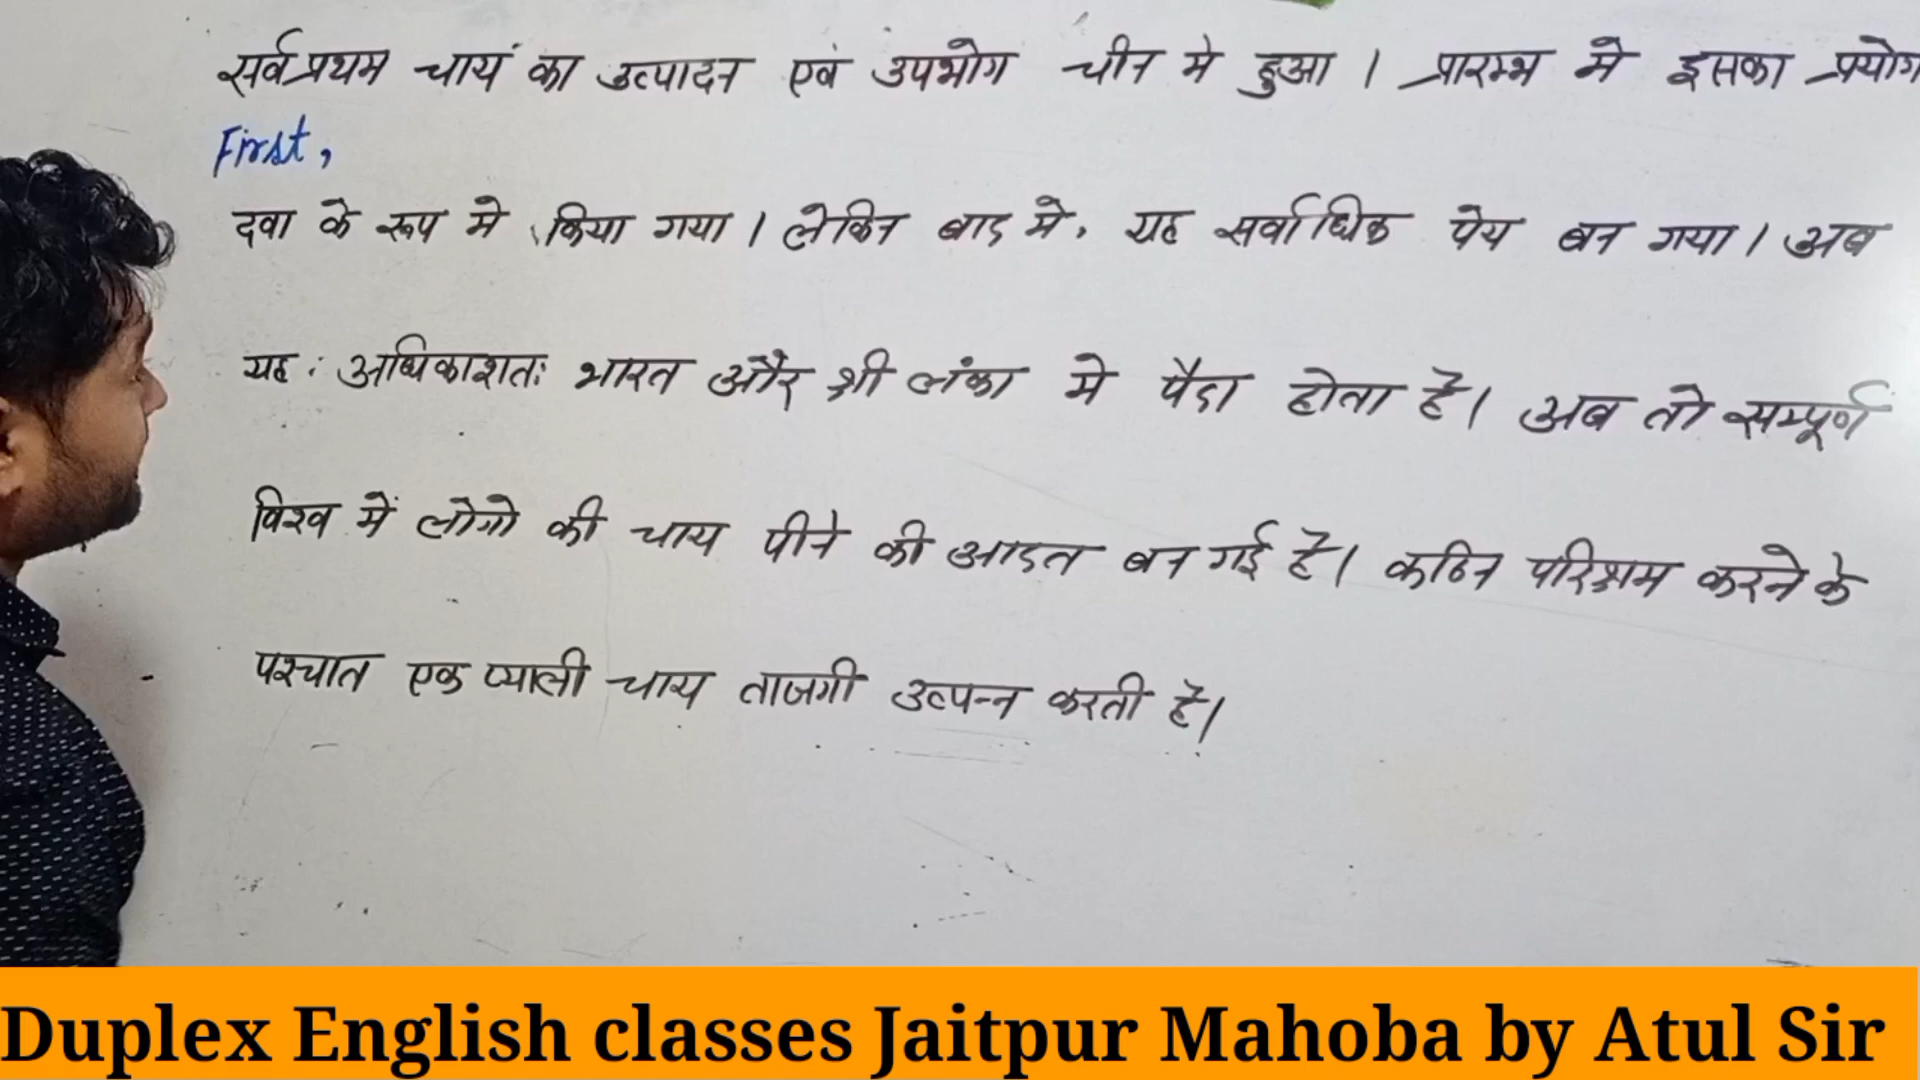 सर्वप्रथम चायं का उत्पादन एवं उपभोग चीन मे हुआ । प्रारम्भ मे इसका प्रयोग
First,
दवा के रूप मे किया गया । लेकिन बाद मे, यह सर्वाधिक पेय बन गया । अब
यह : अधिकाशतः भारत और श्री लंका मे पैदा होता है। अब तो सम्पूर्ण
विश्व में लोगो की चाय पीने की आदत बन गई है। कठिन परिश्रम करने के
पश्चात एक प्याली चाय ताजगी उत्पन्न करती है।
Duplex English classes Jaitpur Mahoba by Atul Sir